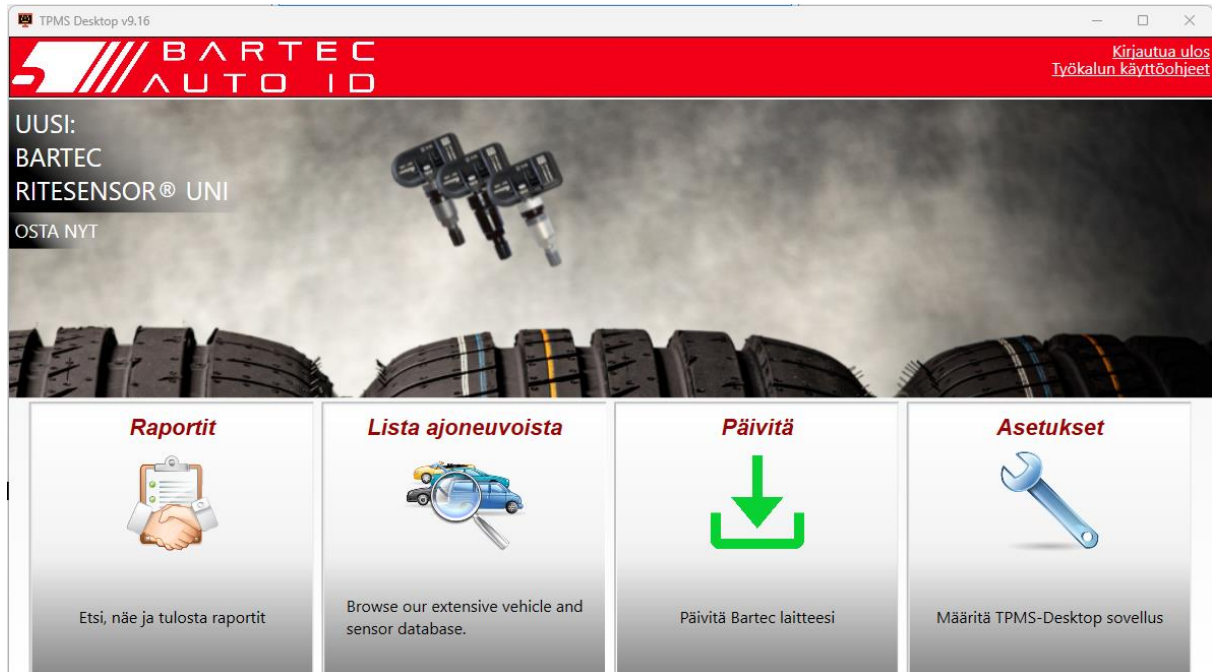 TPMS Desktop v9.16
BARTEC
AUTO ID
Kirjautua ulos
Työkalun käyttöohjeet
UUSI:
BARTEC
RITESENSOR® UNI
OSTA NYT
Raportit
Etsi, näe ja tulosta raportit
Lista ajoneuvoista
Browse our extensive vehicle and
sensor database.
Päivitä
Päivitä Bartec laitteesi
Asetukset
Määritä TPMS-Desktop sovellus